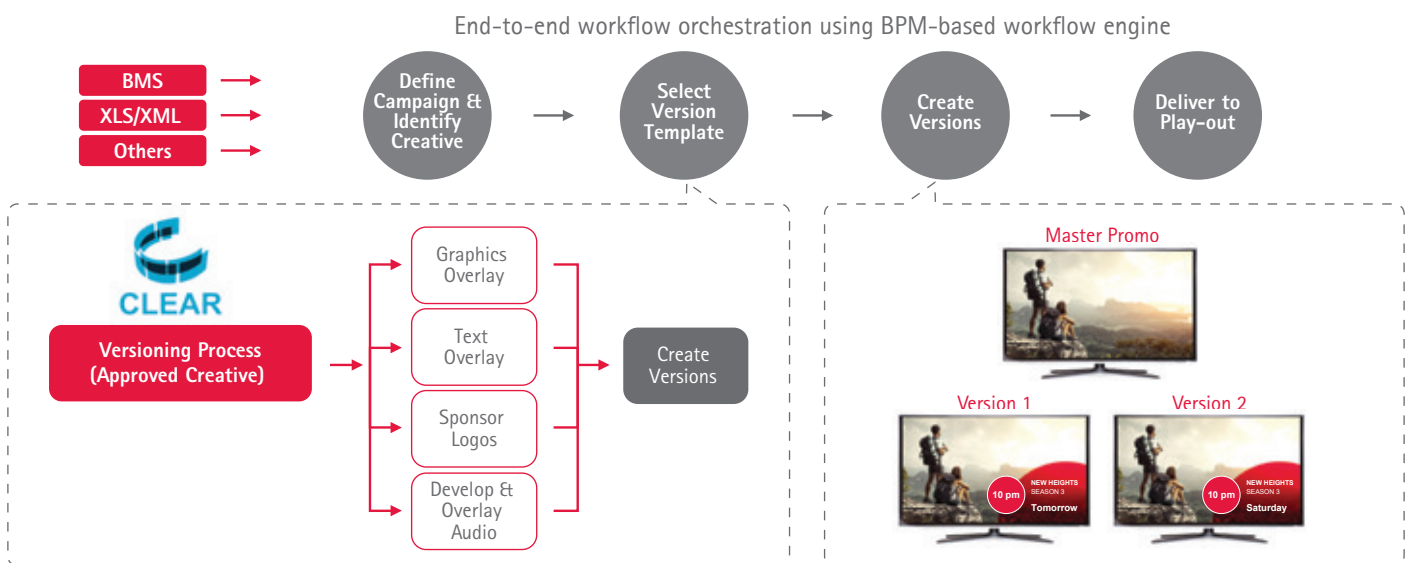 End-to-end workflow orchestration using BPM-based workflow engine
BMS
XLS/XML
Others
Define
Campaign &
Identify
Creative
Select
Version
Template
Create
Versions
Deliver to
Play-out
CLEAR
Versioning Process
(Approved Creative)
Graphics
Overlay
Text
Overlay
Sponsor
Logos
Develop &
Overlay
Audio
Create
Versions
Master Promo
Version 1
10 pm
NEW HEIGHTS
SEASON 3
Tomorrow
Version 2
10 pm
NEW HEIGHTS
SEASON 3
Saturday